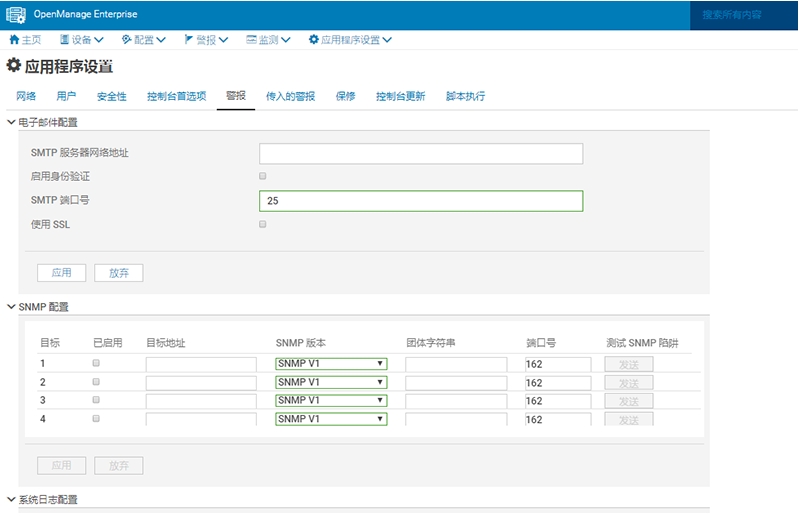 OpenManage Enterprise 搜索所有内容
主页 设备 配置 警报 监测 应用程序设置
应用程序设置
网络 用户 安全性 控制台首选项 警报 传入的警报 保修 控制台更新 脚本执行
电子邮件配置
SMTP 服务器网络地址
启用身份验证
SMTP 端口号 25
使用 SSL
应用 放弃
SNMP 配置
目标 已启用 目标地址 SNMP 版本 团体字符串 端口号 测试 SNMP 陷阱
1 SNMP V1 162 发送
2 SNMP V1 162 发送
3 SNMP V1 162 发送
4 SNMP V1 162 发送
应用 放弃
系统日志配置